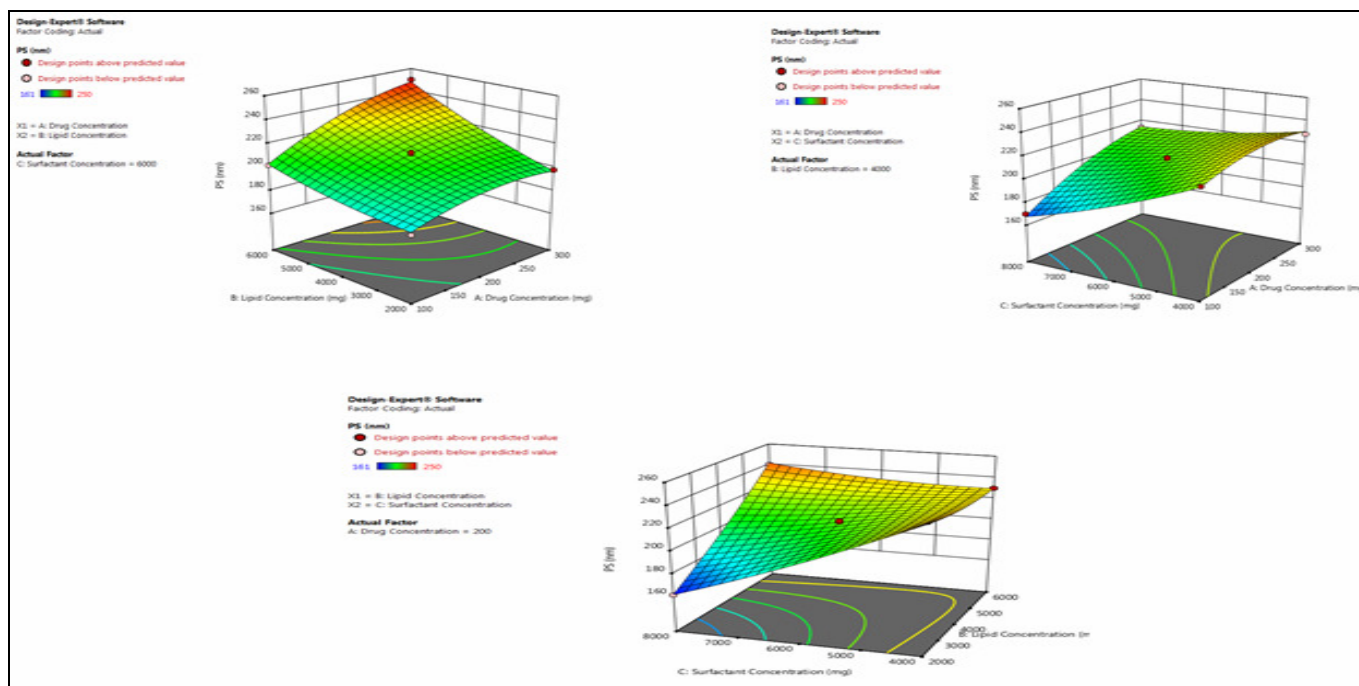 Design-Expert® Software
Factor Coding: Actual
PS (nm)
Design points above predicted value
Design points below predicted value
161 250
X1 = A: Drug Concentration
X2 = B: Lipid Concentration
Actual Factor
C: Surfactant Concentration = 6000
260
240
220
200
180
160
PS (nm)
6000
5000
4000
3000
2000
100
150
200
250
300
B: Lipid Concentration (mg)
A: Drug Concentration (mg)
Design-Expert® Software
Factor Coding: Actual
PS (nm)
Design points above predicted value
Design points below predicted value
161 250
X1 = A: Drug Concentration
X2 = C: Surfactant Concentration
Actual Factor
B: Lipid Concentration = 4000
260
240
220
200
180
160
PS (nm)
8000
7000
6000
5000
4000
100
150
200
250
300
C: Surfactant Concentration (mg)
A: Drug Concentration (m
Design-Expert® Software
Factor Coding: Actual
PS (nm)
Design points above predicted value
Design points below predicted value
161 250
X1 = B: Lipid Concentration
X2 = C: Surfactant Concentration
Actual Factor
A: Drug Concentration = 200
260
240
220
200
180
160
PS (nm)
8000
7000
6000
5000
4000
2000
3000
4000
5000
6000
C: Surfactant Concentration (mg)
B: Lipid Concentration (m